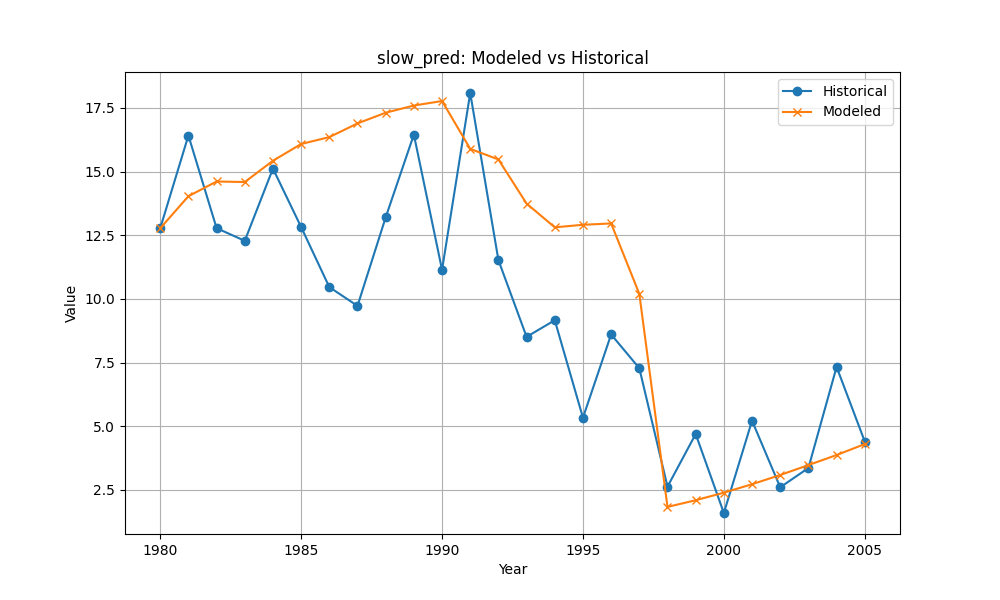 slow_pred: Modeled vs Historical
Historical
Modeled
Value
17.5
15.0
12.5
10.0
7.5
5.0
2.5
1980
1985
1990
1995
2000
2005
Year